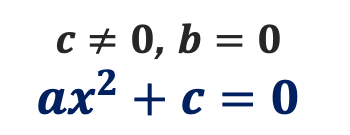 c ≠ 0, b = 0
ax² + c = 0